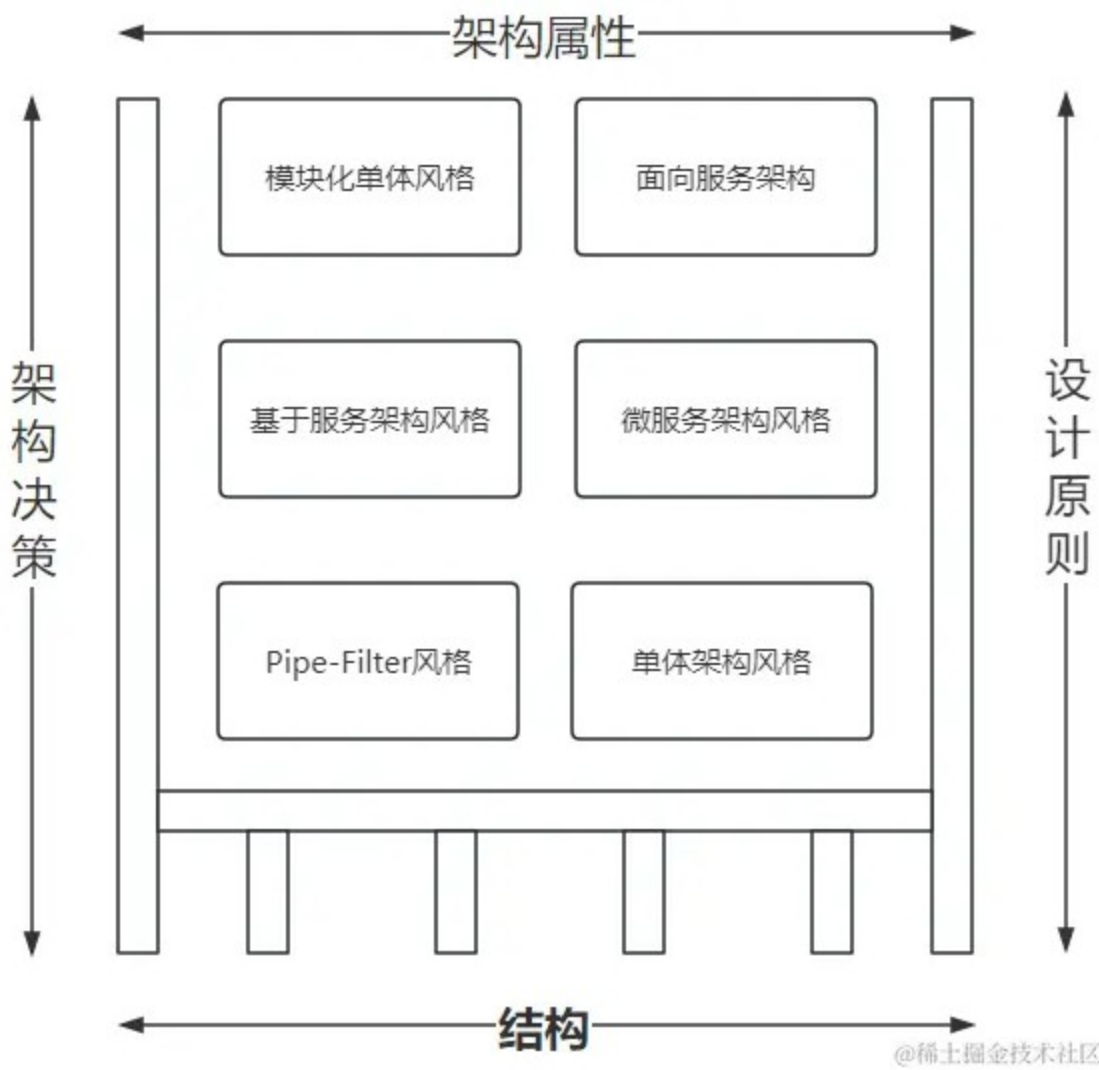 架构属性
模块化单体风格
面向服务架构
架构决策
设计原则
基于服务架构风格
微服务架构风格
Pipe-Filter风格
单体架构风格
结构
@稀土掘金技术社区